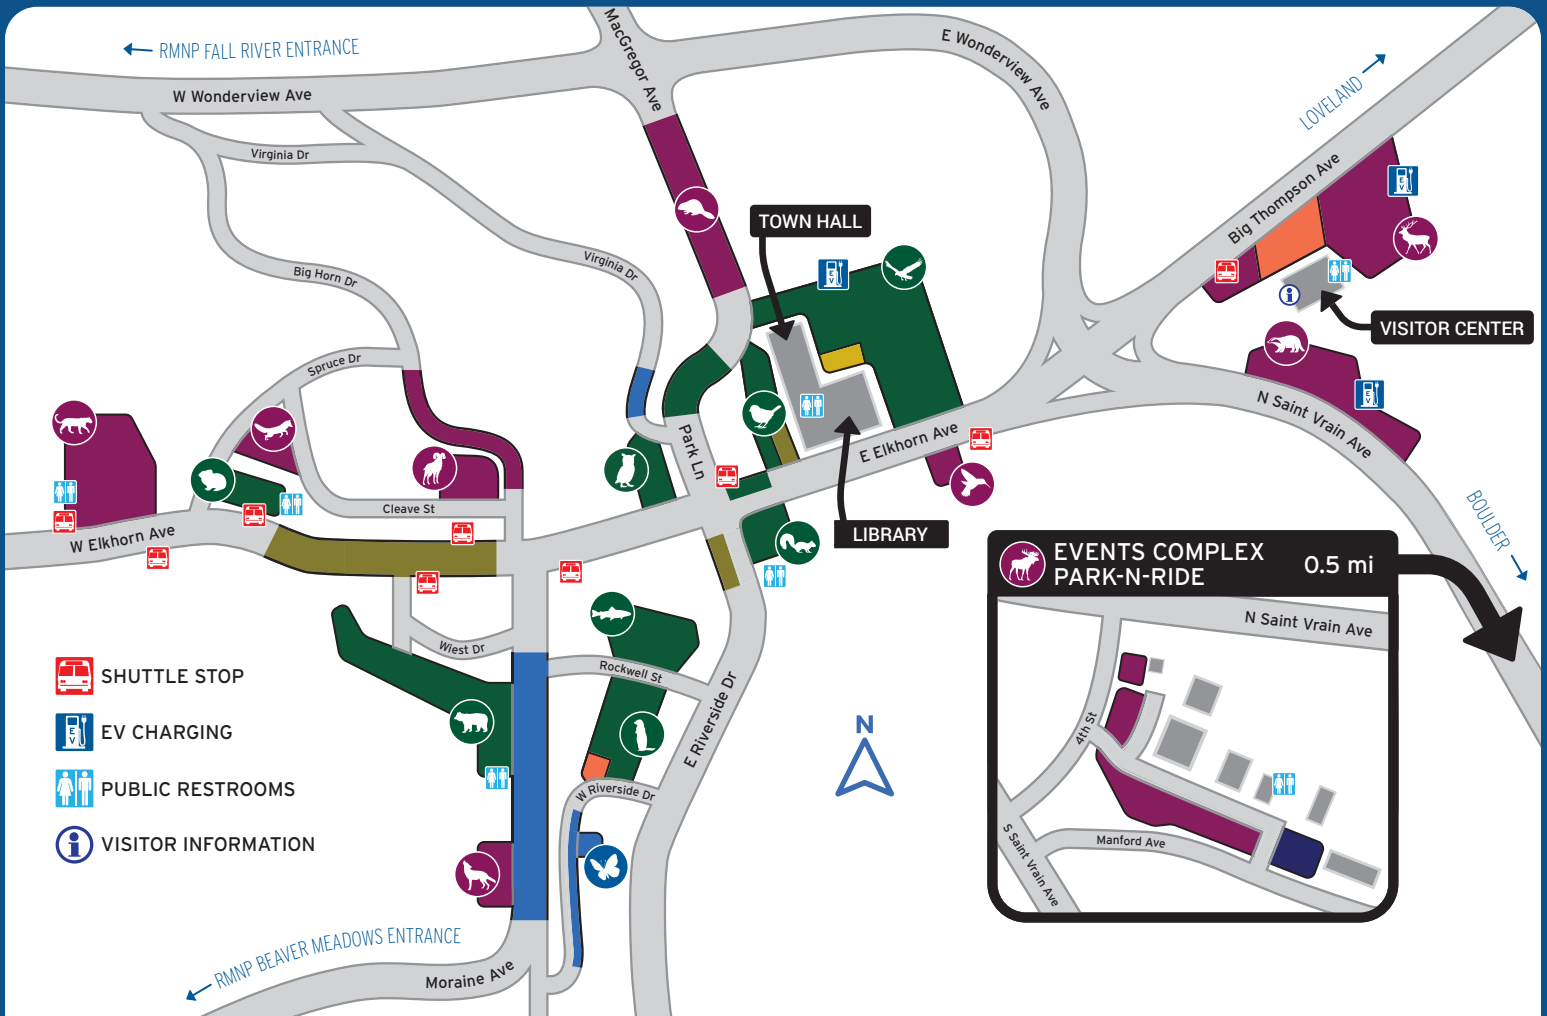 RMNP FALL RIVER ENTRANCE
MacGregor Ave
E Wonderview Ave
W Wonderview Ave
LOVELAND
Virginia Dr
Big Thompson Ave
EV
TOWN HALL
Virginia Dr
Big Horn Dr
EV
i
VISITOR CENTER
Spruce Dr
EV
N Saint Vrain Ave
Park Ln
E Elkhorn Ave
Cleave St
W Elkhorn Ave
LIBRARY
BOULDER
EVENTS COMPLEX
PARK-N-RIDE
0.5 mi
N Saint Vrain Ave
Wiest Dr
Rockwell St
E Riverside Dr
SHUTTLE STOP
EV
EV CHARGING
PUBLIC RESTROOMS
i
VISITOR INFORMATION
N
4th St
W Riverside Dr
Manford Ave
S Saint Vrain Ave
RMNP BEAVER MEADOWS ENTRANCE
Moraine Ave